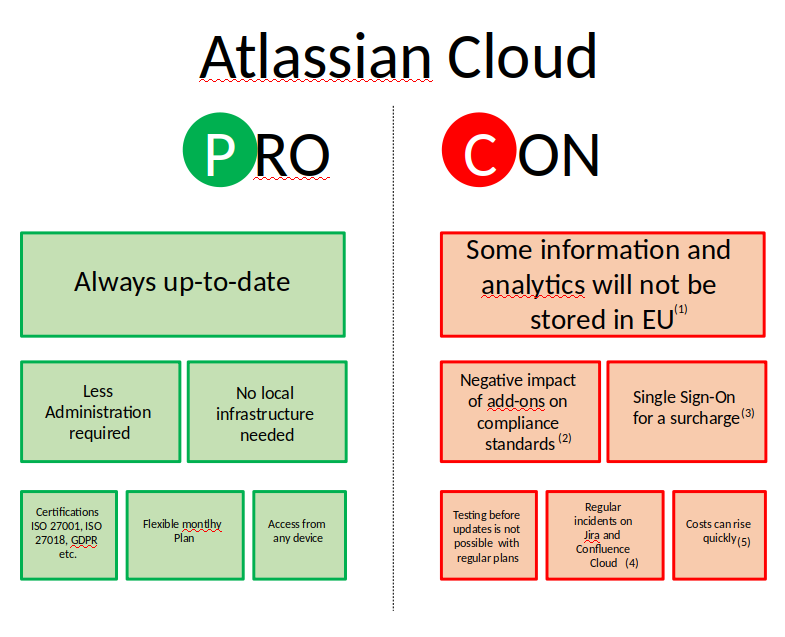 Atlassian Cloud
PRO
CON
Always up-to-date
Some information and
analytics will not be
stored in EU(1)
Less
Administration
required
No local
infrastructure
needed
Negative impact
of add-ons on
compliance
standards (2)
Single Sign-On
for a surcharge(3)
Certifications
ISO 27001, ISO
27018, GDPR
etc.
Flexible montlhy
Plan
Access from
any device
Testing before
updates is not
possible with
regular plans
Regular
incidents on
Jira and
Confluence
Cloud (4)
Costs can rise
quickly(5)